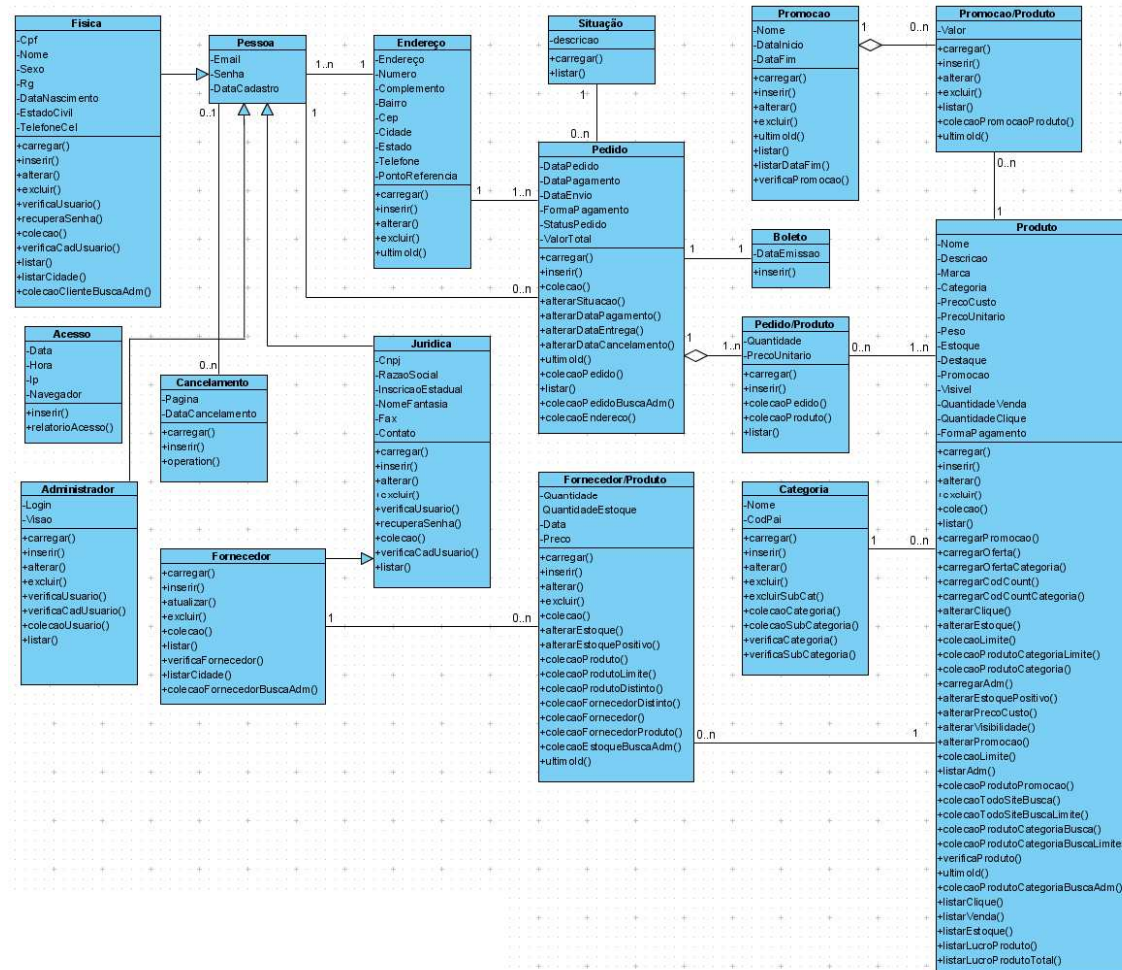 Fisica
-Cpf
-Nome
-Sexo
-Rg
-DataNascimento
-EstadoCivil
-TelefoneCel
+carregar()
+inserir()
+alterar()
+excluir()
+verificaUsuario()
+recuperaSenha()
+colecao()
+verificaCadUsuario()
+listar()
+listarCidade()
+colecaoClienteBuscaAdm()
Pessoa
-Email
-Senha
-DataCadastro
1..n
1
0..1
1
Endereço
-Endereço
-Numero
-Complemento
-Bairro
-Cep
-Cidade
-Estado
-Telefone
-PontoReferencia
+carregar()
+inserir()
+alterar()
+excluir()
+ultimoId()
1
1..n
Situação
-descricao
+carregar()
+listar()
1
0..n
Promocao
-Nome
-DataInicio
-DataFim
+carregar()
+inserir()
+alterar()
+excluir()
+ultimoId()
+listar()
+listarDataFim()
+verificaPromocao()
1
0..n
Promocao/Produto
-Valor
+carregar()
+inserir()
+alterar()
+excluir()
+listar()
+colecaoPromocaoProduto()
+ultimoId()
0..n
1
Pedido
-DataPedido
-DataPagamento
-DataEnvio
-FormaPagamento
-StatusPedido
-ValorTotal
+carregar()
+inserir()
+colecao()
+alterarSituacao()
+alterarDataPagamento()
+alterarDataEntrega()
+alterarDataCancelamento()
+ultimoId()
+colecaoPedido()
+listar()
+colecaoPedidoBuscaAdm()
+colecaoEndereco()
0..n
1
1
Boleto
-DataEmissao
+inserir()
1
1..n
Pedido/Produto
-Quantidade
-PrecoUnitario
+carregar()
+inserir()
+colecaoPedido()
+colecaoProduto()
+listar()
0..n
1..n
Produto
-Nome
-Descricao
-Marca
-Categoria
-PrecoCusto
-PrecoUnitario
-Peso
-Estoque
-Destaque
-Promocao
-Visivel
-QuantidadeVenda
-QuantidadeClique
-FormaPagamento
+carregar()
+inserir()
+alterar()
+excluir()
+colecao()
+listar()
+carregarPromocao()
+carregarOferta()
+carregarOfertaCategoria()
+carregarCodCount()
+carregarCodCountCategoria()
+alterarClique()
+alterarEstoque()
+colecaoLimite()
+colecaoProdutoCategoriaLimite()
+colecaoProdutoCategoria()
+carregarAdm()
+alterarEstoquePositivo()
+alterarPrecoCusto()
+alterarVisibilidade()
+alterarPromocao()
+colecaoLimite()
+listarAdm()
+colecaoProdutoPromocao()
+colecaoTodoSiteBusca()
+colecaoTodoSiteBuscaLimite()
+colecaoProdutoCategoriaBusca()
+colecaoProdutoCategoriaBuscaLimite
+verificaProduto()
+ultimoId()
+colecaoProdutoCategoriaBuscaAdm()
+listarClique()
+listarVenda()
+listarEstoque()
+listarLucroProduto()
+listarLucroProdutoTotal()
Acesso
-Data
-Hora
-Ip
-Navegador
+inserir()
+relatorioAcesso()
0..n
Cancelamento
-Pagina
-DataCancelamento
+carregar()
+inserir()
+operation()
Juridica
-Cnpj
-RazaoSocial
-InscricaoEstadual
-NomeFantasia
-Fax
-Contato
+carregar()
+inserir()
+alterar()
+excluir()
+verificaUsuario()
+recuperaSenha()
+colecao()
+verificaCadUsuario()
+listar()
Administrador
-Login
-Visao
+carregar()
+inserir()
+alterar()
+excluir()
+verificaUsuario()
+verificaCadUsuario()
+colecaoUsuario()
+listar()
Fornecedor
+carregar()
+inserir()
+atualizar()
+excluir()
+colecao()
+listar()
+verificaFornecedor()
+listarCidade()
+colecaoFornecedorBuscaAdm()
1
0..n
Fornecedor/Produto
-Quantidade
QuantidadeEstoque
-Data
-Preco
+carregar()
+inserir()
+alterar()
+excluir()
+colecao()
+alterarEstoque()
+alterarEstoquePositivo()
+colecaoProduto()
+colecaoProdutoLimite()
+colecaoProdutoDistinto()
+colecaoFornecedorDistinto()
+colecaoFornecedor()
+colecaoFornecedorProduto()
+colecaoEstoqueBuscaAdm()
+ultimoId()
0..n
1
Categoria
-Nome
-CodPai
+carregar()
+inserir()
+alterar()
+excluir()
+excluirSubCat()
+colecaoCategoria()
+colecaoSubCategoria()
+verificaCategoria()
+verificaSubCategoria()
1
0..n